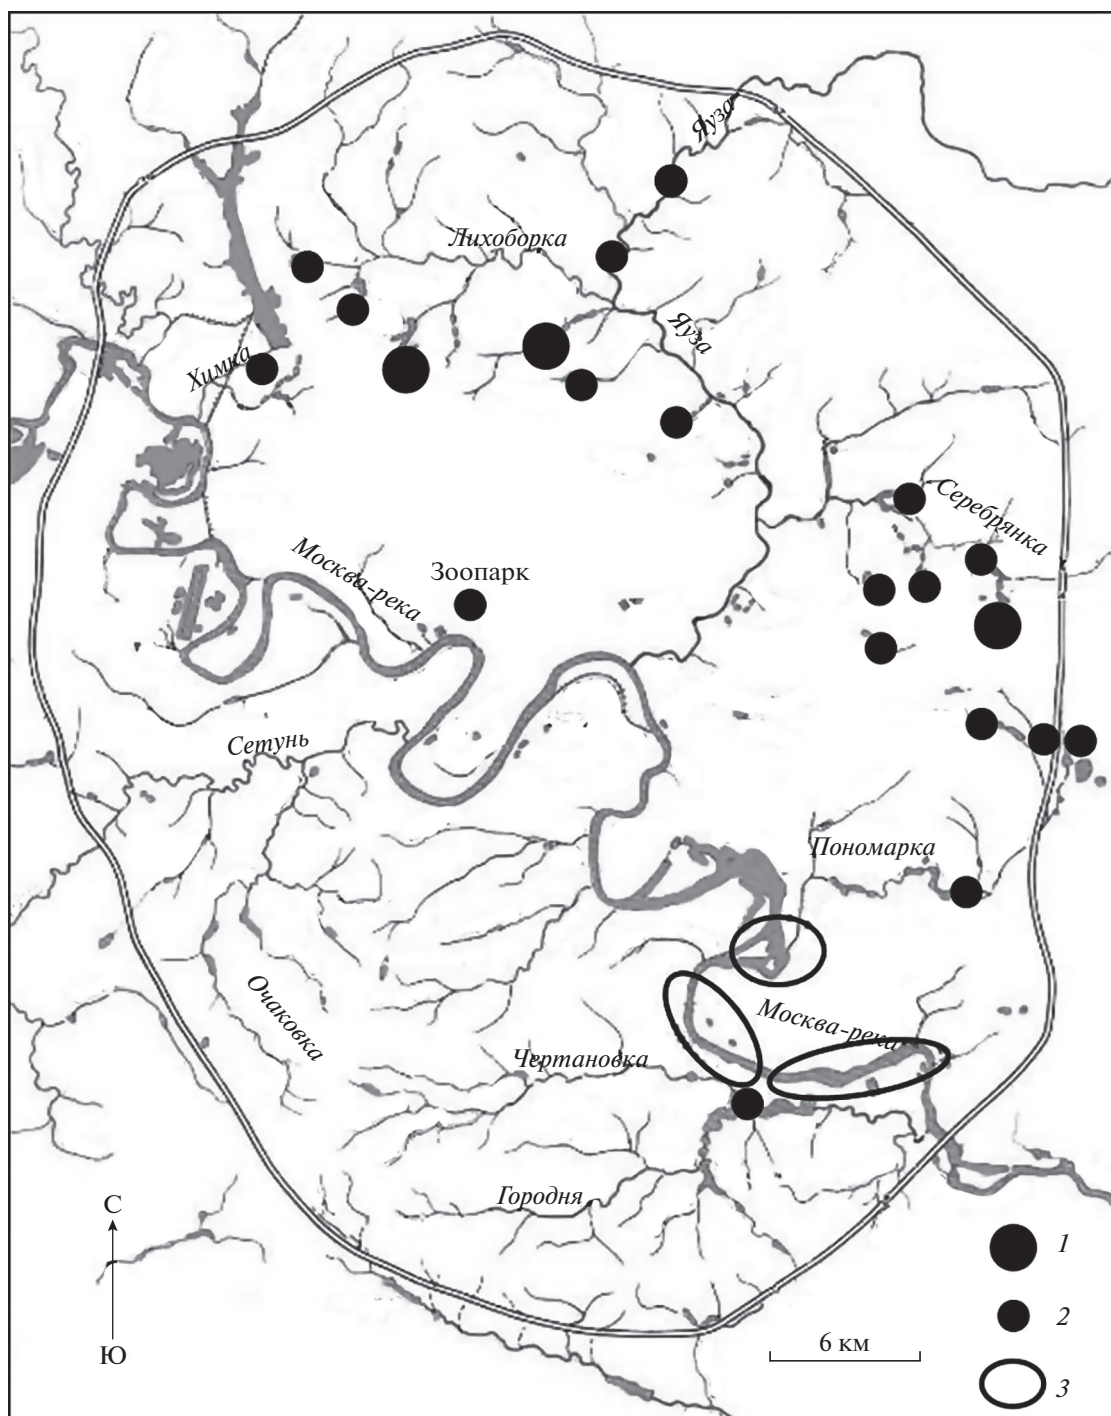 Яуза
Лихоборка
Яуза
Химка
Серебрянка
Москва-река
Зоопарк
Сетунь
Пономарка
Очаковка
Москва-река
Чертановка
Городня
С
Ю
6 км
1
2
3